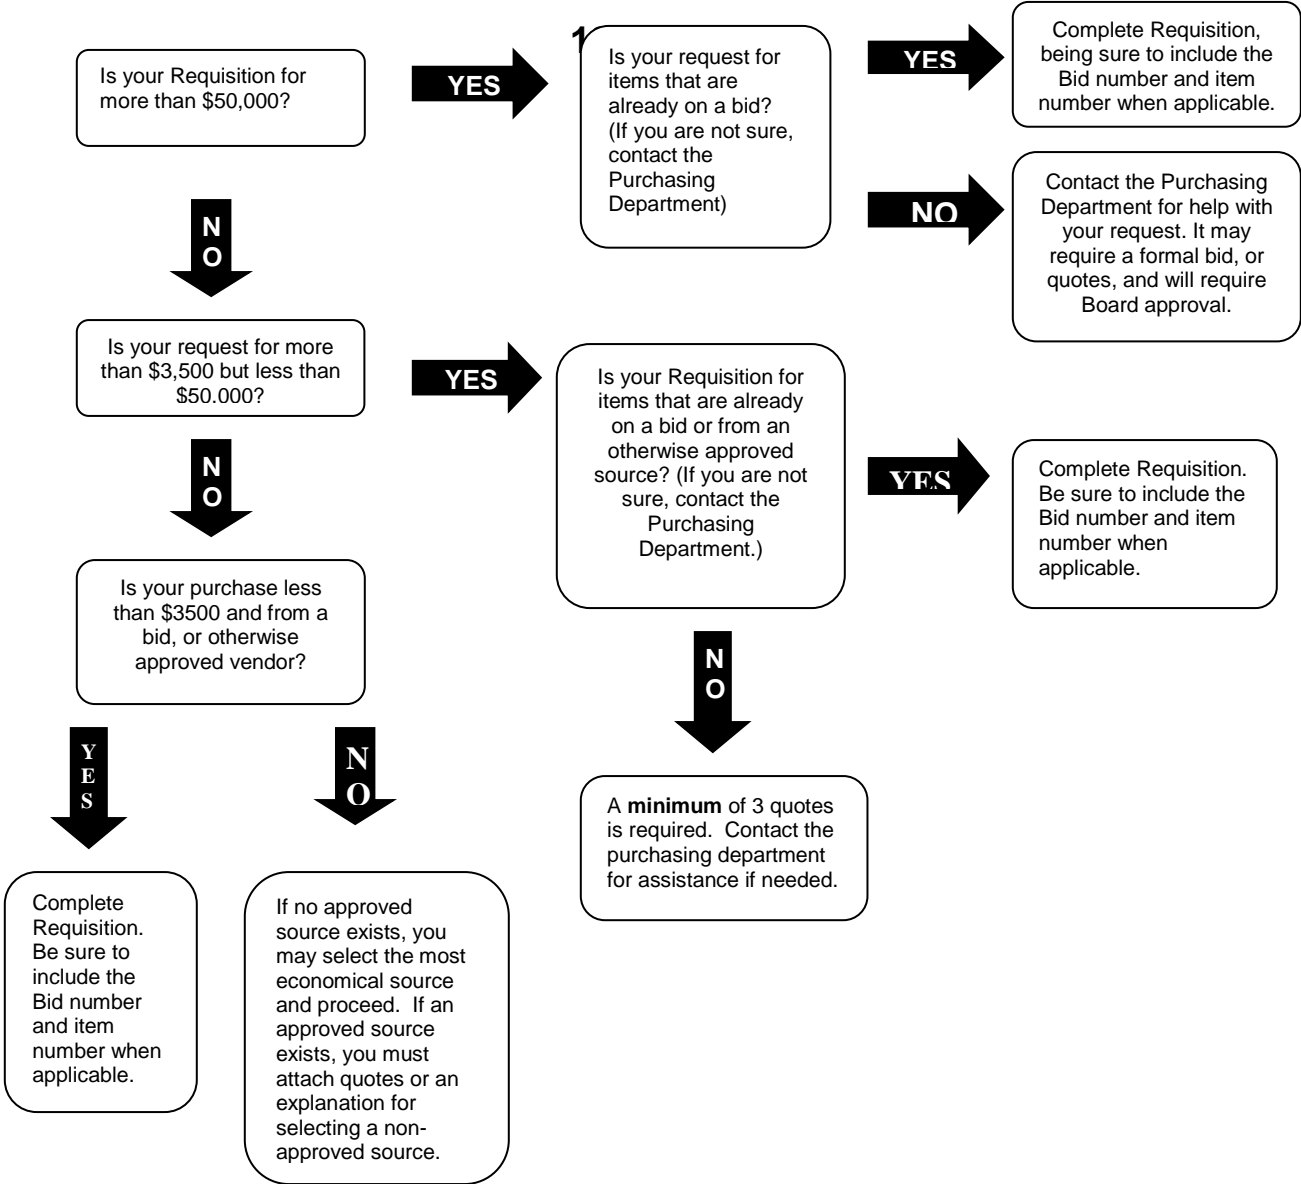 Is your Requisition for
more than $50,000?
YES
1
Is your request for
items that are
already on a bid?
(If you are not sure,
contact the
Purchasing
Department)
YES
Complete Requisition,
being sure to include the
Bid number and item
number when applicable.
NO
Contact the Purchasing
Department for help with
your request. It may
require a formal bid, or
quotes, and will require
Board approval.
N
O
Is your request for more
than $3,500 but less than
$50.000?
YES
Is your Requisition for
items that are already
on a bid or from an
otherwise approved
source? (If you are not
sure, contact the
Purchasing
Department.)
YES
Complete Requisition.
Be sure to include the
Bid number and item
number when
applicable.
N
O
Is your purchase less
than $3500 and from a
bid, or otherwise
approved vendor?
N
O
A minimum of 3 quotes
is required.  Contact the
purchasing department
for assistance if needed.
Y
E
S
Complete
Requisition.
Be sure to
include the
Bid number
and item
number when
applicable.
N
O
If no approved
source exists, you
may select the most
economical source
and proceed.  If an
approved source
exists, you must
attach quotes or an
explanation for
selecting a non-
approved source.